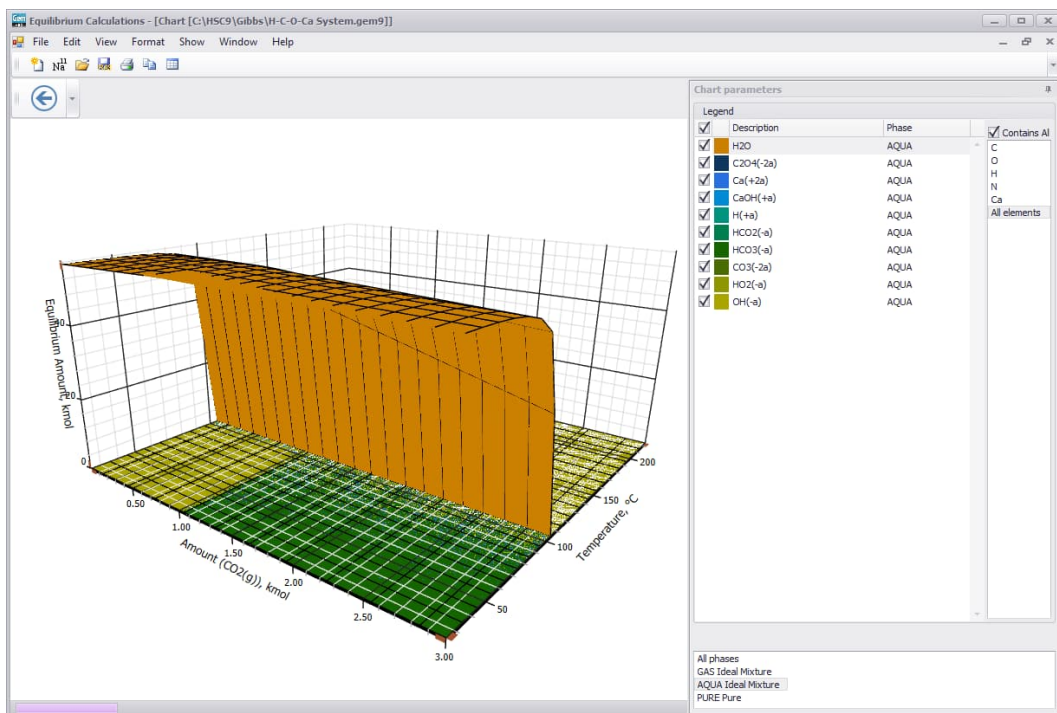 Equilibrium Calculations - [Chart [C:\HSC9\Gibbs\H-C-O-Ca System.gem9]]
File Edit View Format Show Window Help
Chart parameters
Legend
Description Phase
H2O AQUA
C2O4(-2a) AQUA
Ca(+2a) AQUA
CaOH(+a) AQUA
H(+a) AQUA
HCO2(-a) AQUA
HCO3(-a) AQUA
CO3(-2a) AQUA
HO2(-a) AQUA
OH(-a) AQUA
Contains Al
C
O
H
N
Ca
All elements
Equilibrium Amount, kmol
20
0
0.50
1.00
1.50
2.00
2.50
3.00
Amount (CO2(g)), kmol
50
100
150
200
Temperature, °C
All phases
GAS Ideal Mixture
AQUA Ideal Mixture
PURE Pure